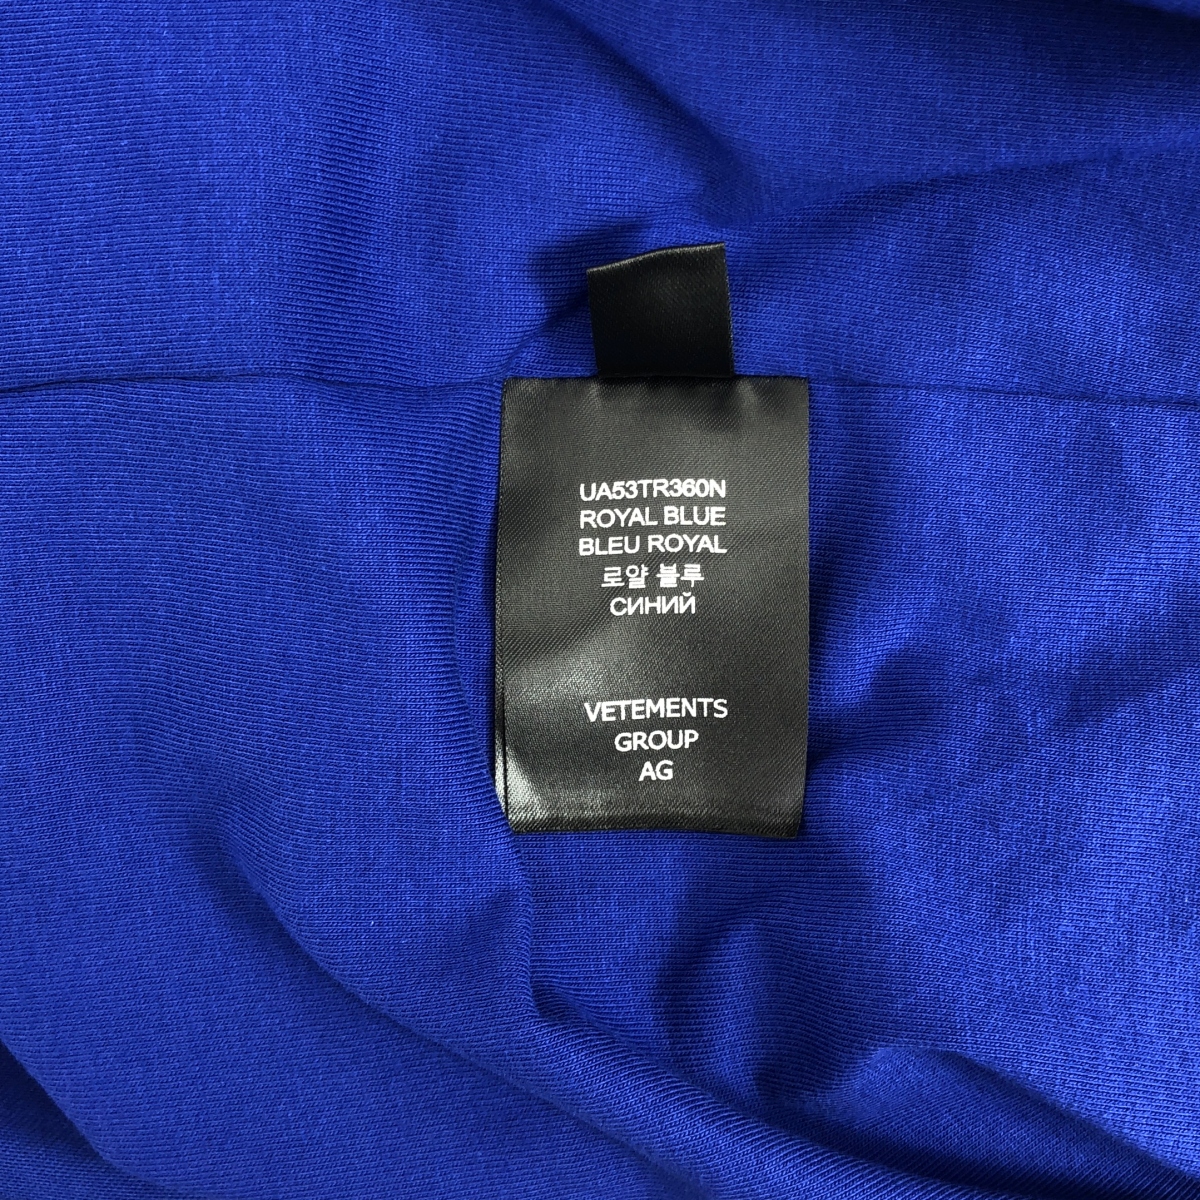 UA53TR360N
ROYAL BLUE
BLEU ROYAL
로얄 블루
СИНИЙ
VETEMENTS
GROUP
AG